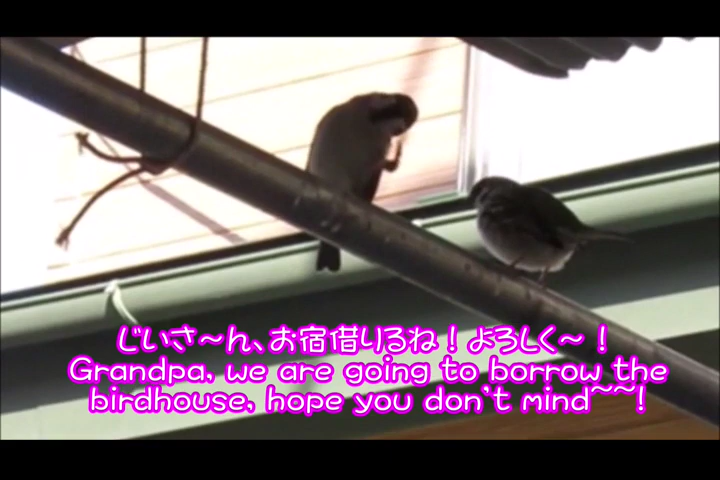 じいさ～ん、お宿借りるね！よろしく～！
Grandpa, we are going to borrow the
birdhouse, hope you don't mind~~!